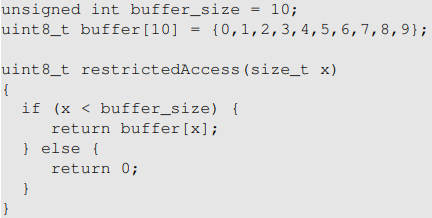 unsigned int buffer_size = 10;
uint8_t buffer[10] = {0,1,2,3,4,5,6,7,8,9};

uint8_t restrictedAccess(size_t x)
{
  if (x < buffer_size) {
     return buffer[x];
  } else {
     return 0;
  }
}